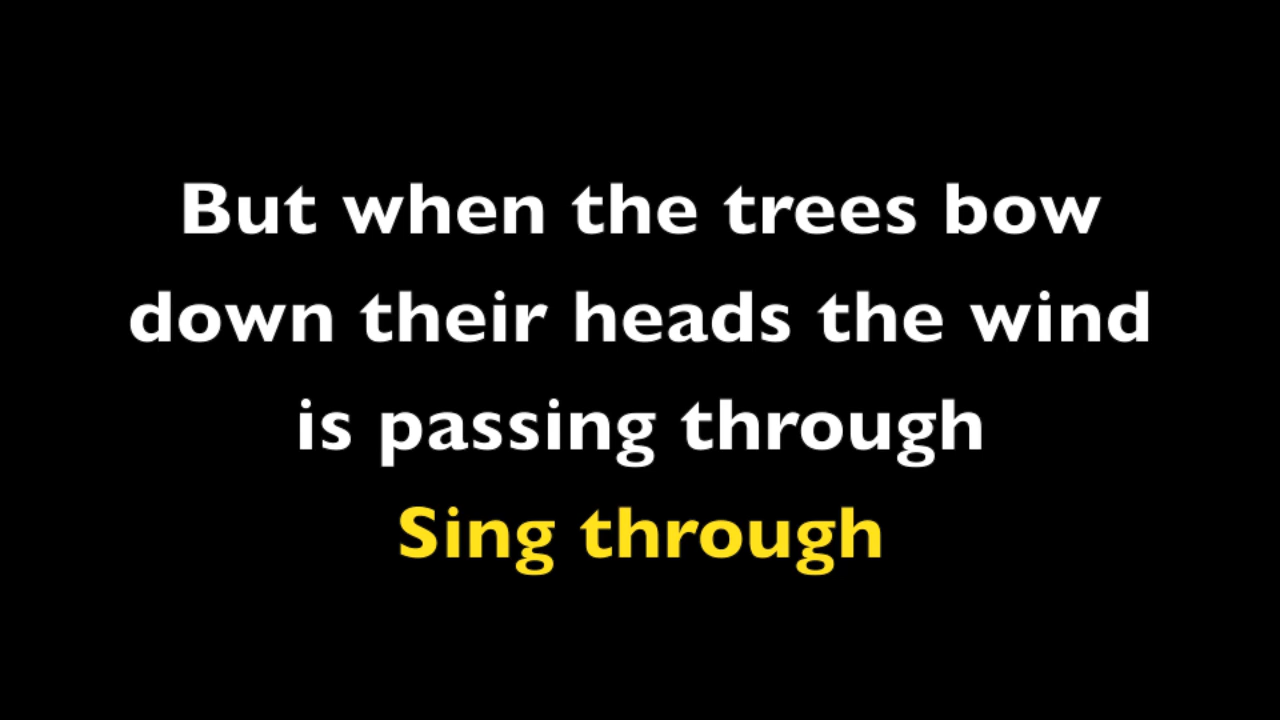 But when the trees bow
down their heads the wind
is passing through
Sing through